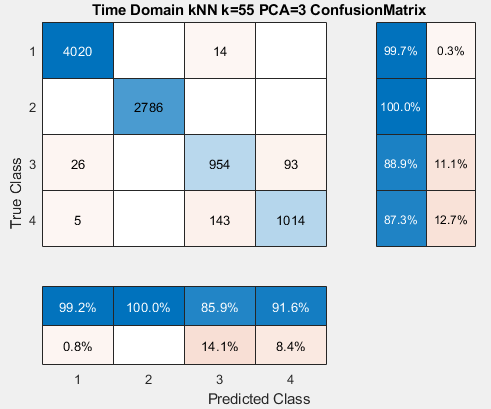 Time Domain kNN k=55 PCA=3 ConfusionMatrix
1 4020 14 99.7% 0.3%
2 2786 100.0%
3 26 954 93 88.9% 11.1%
4 5 143 1014 87.3% 12.7%
True Class
99.2% 100.0% 85.9% 91.6%
0.8% 14.1% 8.4%
1 2 3 4
Predicted Class